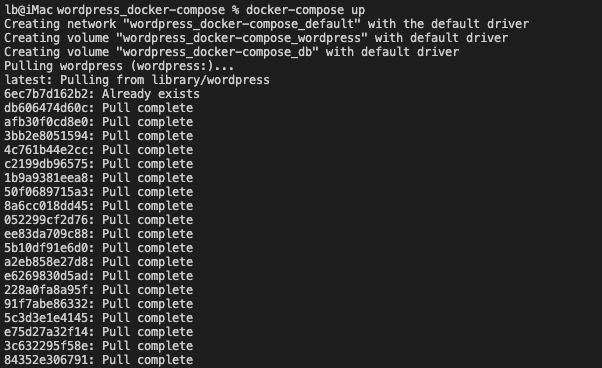 lb@iMac wordpress_docker-compose % docker-compose up
Creating network "wordpress_docker-compose_default" with the default driver
Creating volume "wordpress_docker-compose_wordpress" with default driver
Creating volume "wordpress_docker-compose_db" with default driver
Pulling wordpress (wordpress:)...
latest: Pulling from library/wordpress
6ec7b7d162b2: Already exists
db606474d60c: Pull complete
afb30f0cd8e0: Pull complete
3bb2e8051594: Pull complete
4c761b44e2cc: Pull complete
c2199db96575: Pull complete
1b9a9381eea8: Pull complete
50f0689715a3: Pull complete
8a6cc018dd45: Pull complete
052299cf2d76: Pull complete
ee83da709c88: Pull complete
5b10df91e6d0: Pull complete
a2eb858e27d8: Pull complete
e6269830d5ad: Pull complete
228a0fa8a95f: Pull complete
91f7abe86332: Pull complete
5c3d3e1e4145: Pull complete
e75d27a32f14: Pull complete
3c632295f58e: Pull complete
84352e306791: Pull complete